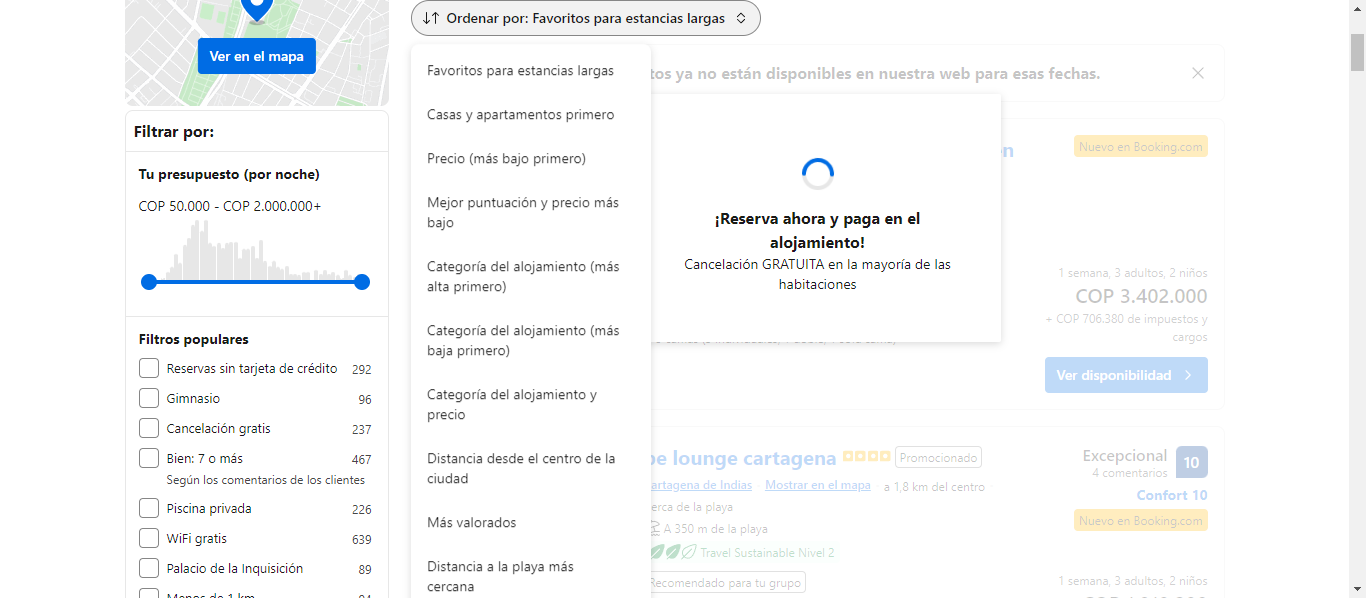 Ver en el mapa
Filtrar por:
Tu presupuesto (por noche)
COP 50.000 - COP 2.000.000+
Filtros populares
Reservas sin tarjeta de crédito 292
Gimnasio 96
Cancelación gratis 237
Bien: 7 o más 467
Según los comentarios de los clientes
Piscina privada 226
WiFi gratis 639
Palacio de la Inquisición 89
Ordenar por: Favoritos para estancias largas
Favoritos para estancias largas
Casas y apartamentos primero
Precio (más bajo primero)
Mejor puntuación y precio más
bajo
Categoría del alojamiento (más
alta primero)
Categoría del alojamiento (más
baja primero)
Categoría del alojamiento y
precio
Distancia desde el centro de la
ciudad
Más valorados
Distancia a la playa más
cercana
tos ya no están disponibles en nuestra web para esas fechas.
¡Reserva ahora y paga en el
alojamiento!
Cancelación GRATUITA en la mayoría de las
habitaciones
Nuevo en Booking.com
1 semana, 3 adultos, 2 niños
COP 3.402.000
+ COP 706.380 de impuestos y
cargos
Ver disponibilidad
lounge cartagena Promocionado
artagena de Indias Mostrar en el mapa a 1,8 km del centro
erca de la playa
A 350 m de la playa
Travel Sustainable Nivel 2
Recomendado para tu grupo
Excepcional 10
4 comentarios
Confort 10
Nuevo en Booking.com
1 semana, 3 adultos, 2 niños